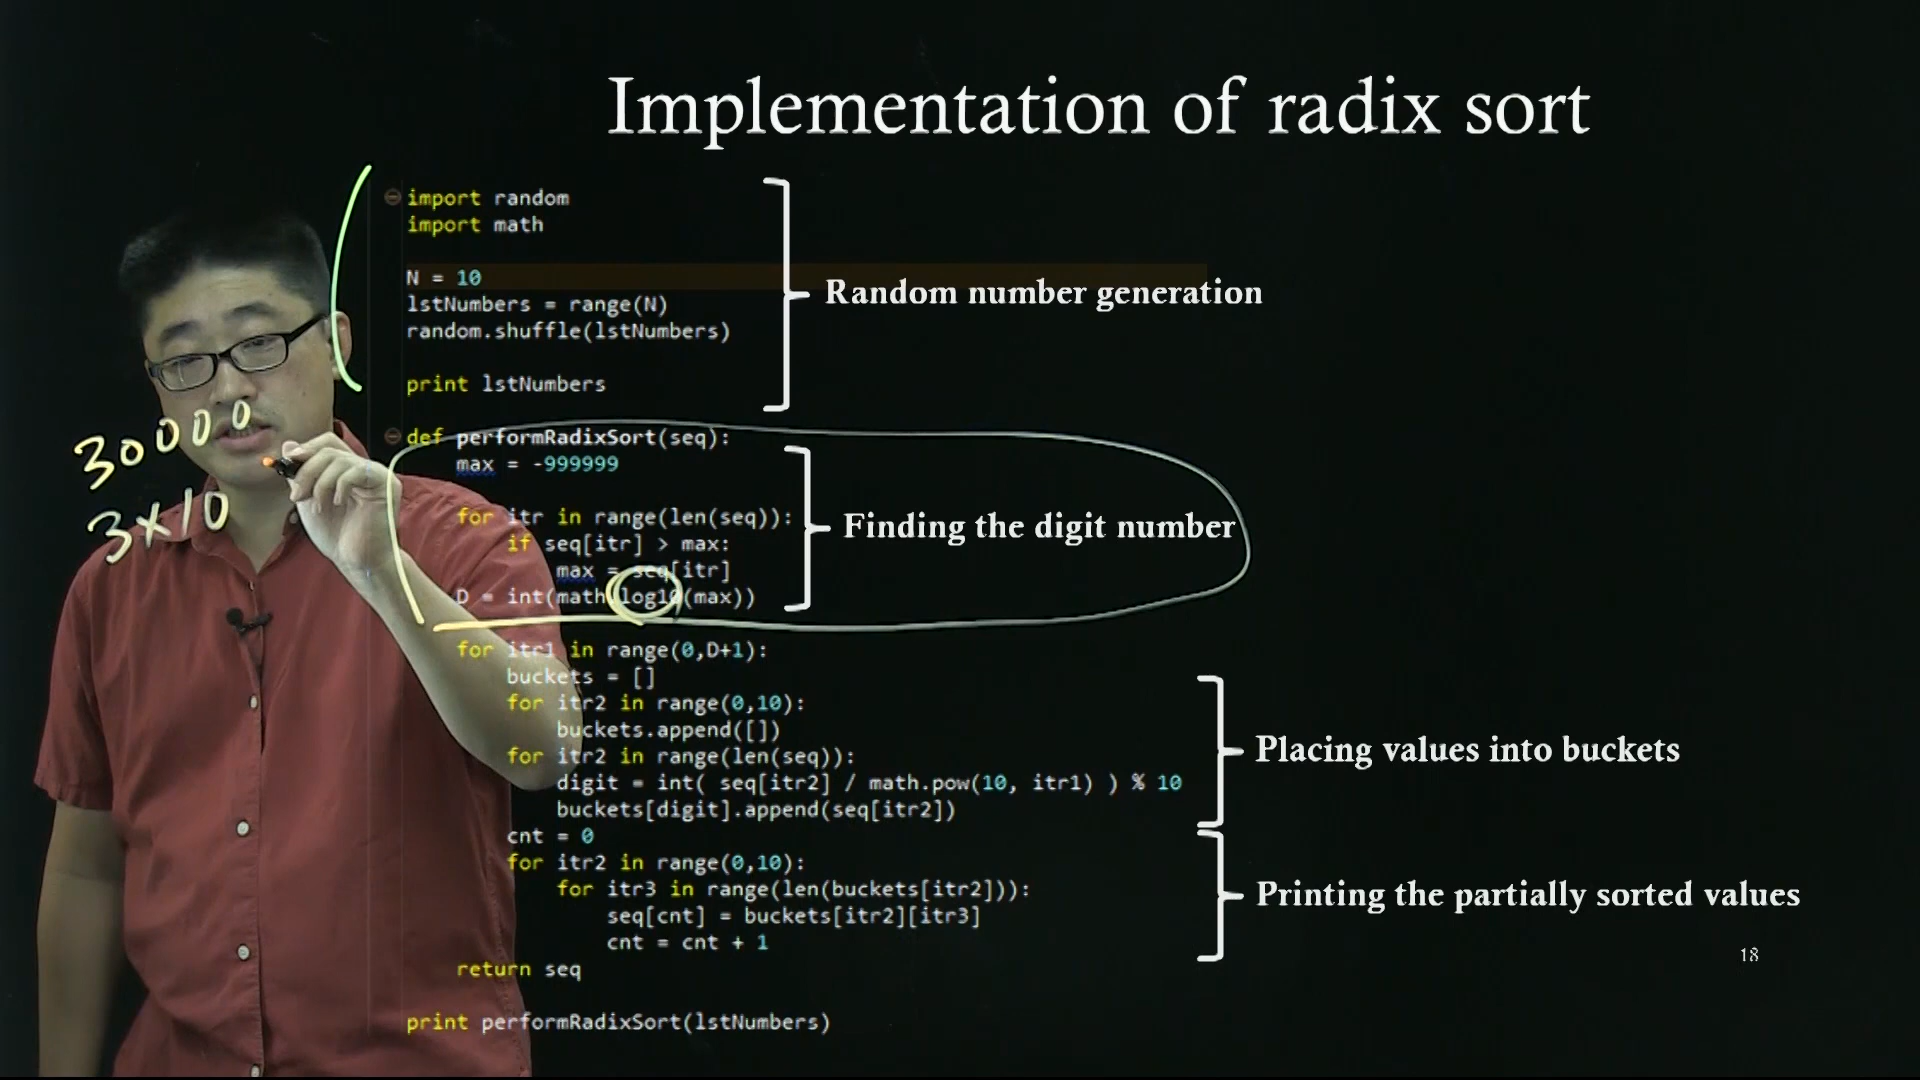 Implementation of radix sort
import random
import math
N = 10
lstNumbers = range(N)
random.shuffle(lstNumbers)
print lstNumbers
Random number generation
30000
3×10
def performRadixSort(seq):
max = -999999
for itr in range(len(seq)):
if seq[itr] > max:
max = seq[itr]
D = int(math.log10(max))
Finding the digit number
for itr1 in range(0,D+1):
buckets = []
for itr2 in range(0,10):
buckets.append([])
for itr2 in range(len(seq)):
digit = int( seq[itr2] / math.pow(10, itr1) ) % 10
buckets[digit].append(seq[itr2])
Placing values into buckets
cnt = 0
for itr2 in range(0,10):
for itr3 in range(len(buckets[itr2])):
seq[cnt] = buckets[itr2][itr3]
cnt = cnt + 1
Printing the partially sorted values
return seq
print performRadixSort(lstNumbers)
18